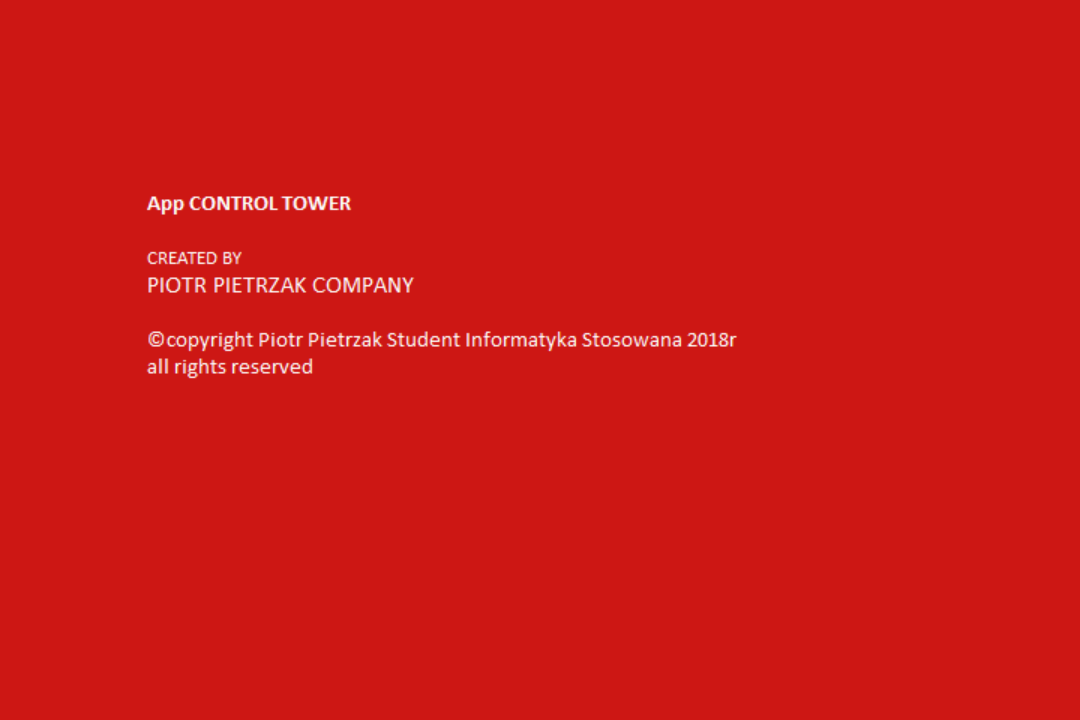 App CONTROL TOWER
CREATED BY
PIOTR PIETRZAK COMPANY
©copyright Piotr Pietrzak Student Informatyka Stosowana 2018r
all rights reserved